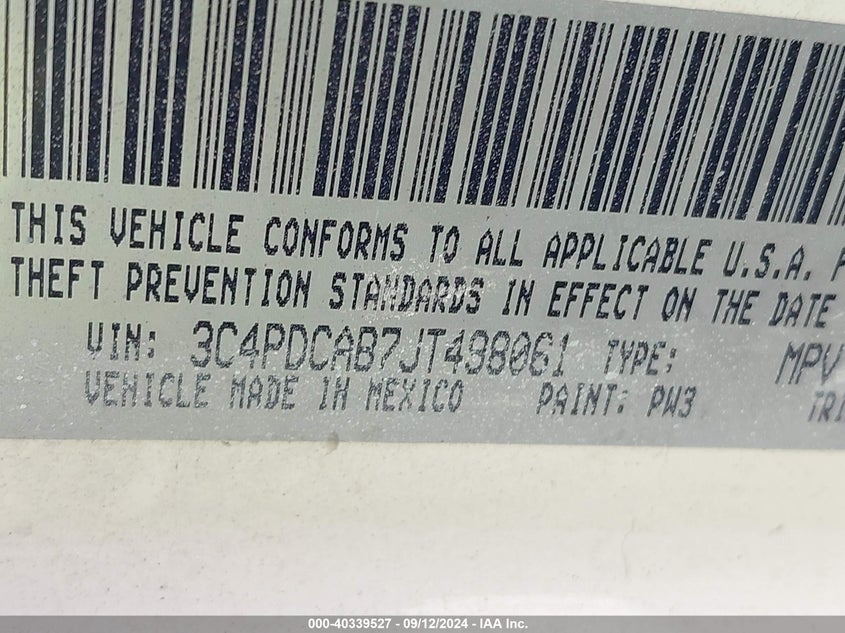 THIS VEHICLE CONFORMS TO ALL APPLICABLE U.S.A. F
THEFT PREVENTION STANDARDS IN EFFECT ON THE DATE
VIN: 3C4PDCAB7JT498061 TYPE: MPV
VEHICLE MADE IN MEXICO PAINT: PW3 TRI
000-40339527 - 09/12/2024 - IAA Inc.